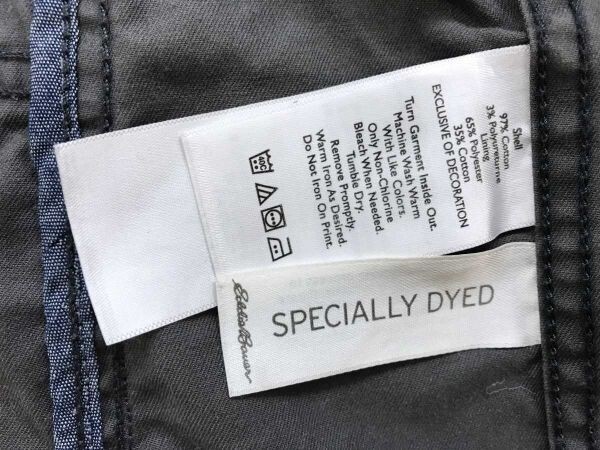 Shell
97% Cotton
3% Polyureturne
Lining
65% Polyester
35% Cotton
EXCLUSIVE OF DECORATION
Turn Garment Inside Out.
Machine Wash Warm
With Like Colors.
Only Non-Chlorine
Bleach When Needed.
Tumble Dry.
Remove Promptly.
Warm Iron As Desired.
Do Not Iron On Print.
40C
Eddie Bauer
SPECIALLY DYED